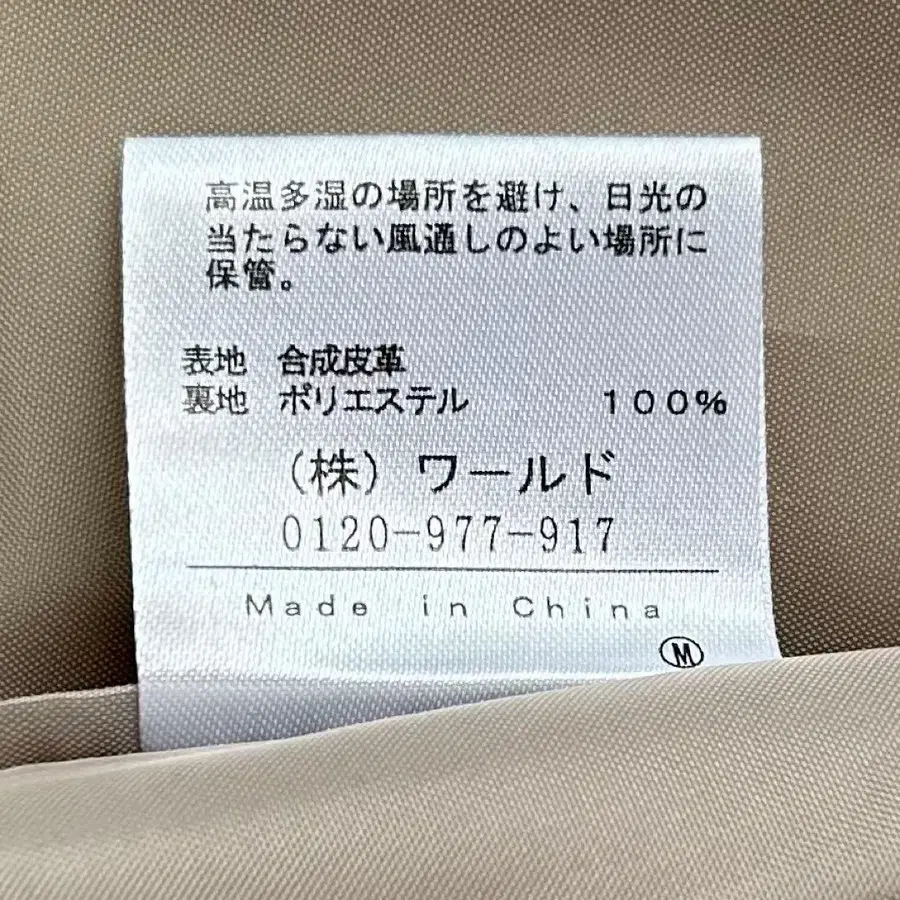 高温多湿の場所を避け、日光の
当たらない風通しのよい場所に
保管。
表地 合成皮革
裏地 ポリエステル 100%
(株) ワールド
0120-977-917
Made in China
M